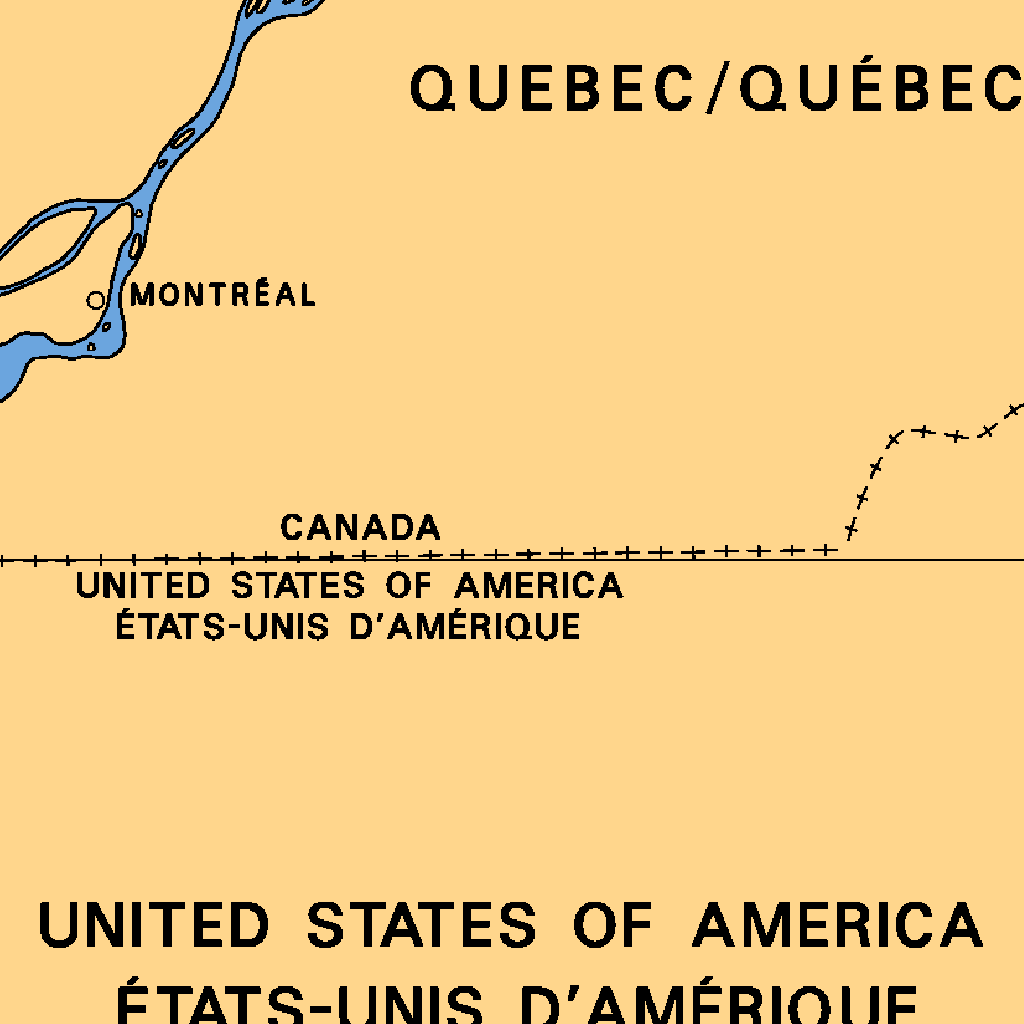 QUEBEC/QUÉBEC
MONTRÉAL
CANADA
UNITED STATES OF AMERICA
ÉTATS-UNIS D'AMÉRIQUE
UNITED STATES OF AMERICA
ÉTATS-UNIS D'AMÉRIQUE